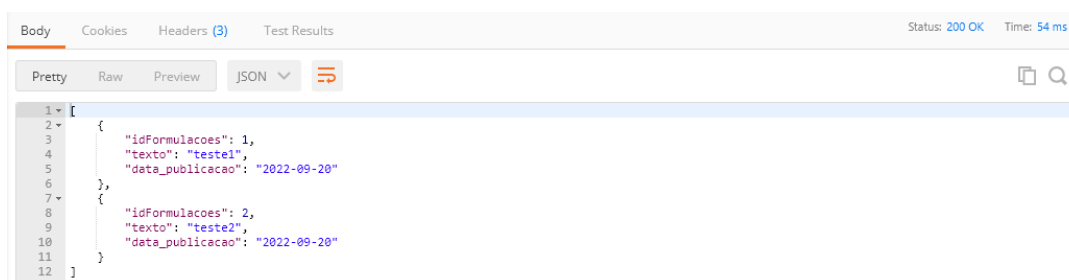 Body Cookies Headers (3) Test Results Status: 200 OK Time: 54 ms
Pretty Raw Preview JSON
1 [
2 {
3 "idFormulacoes": 1,
4 "texto": "teste1",
5 "data_publicacao": "2022-09-20"
6 },
7 {
8 "idFormulacoes": 2,
9 "texto": "teste2",
10 "data_publicacao": "2022-09-20"
11 }
12 ]